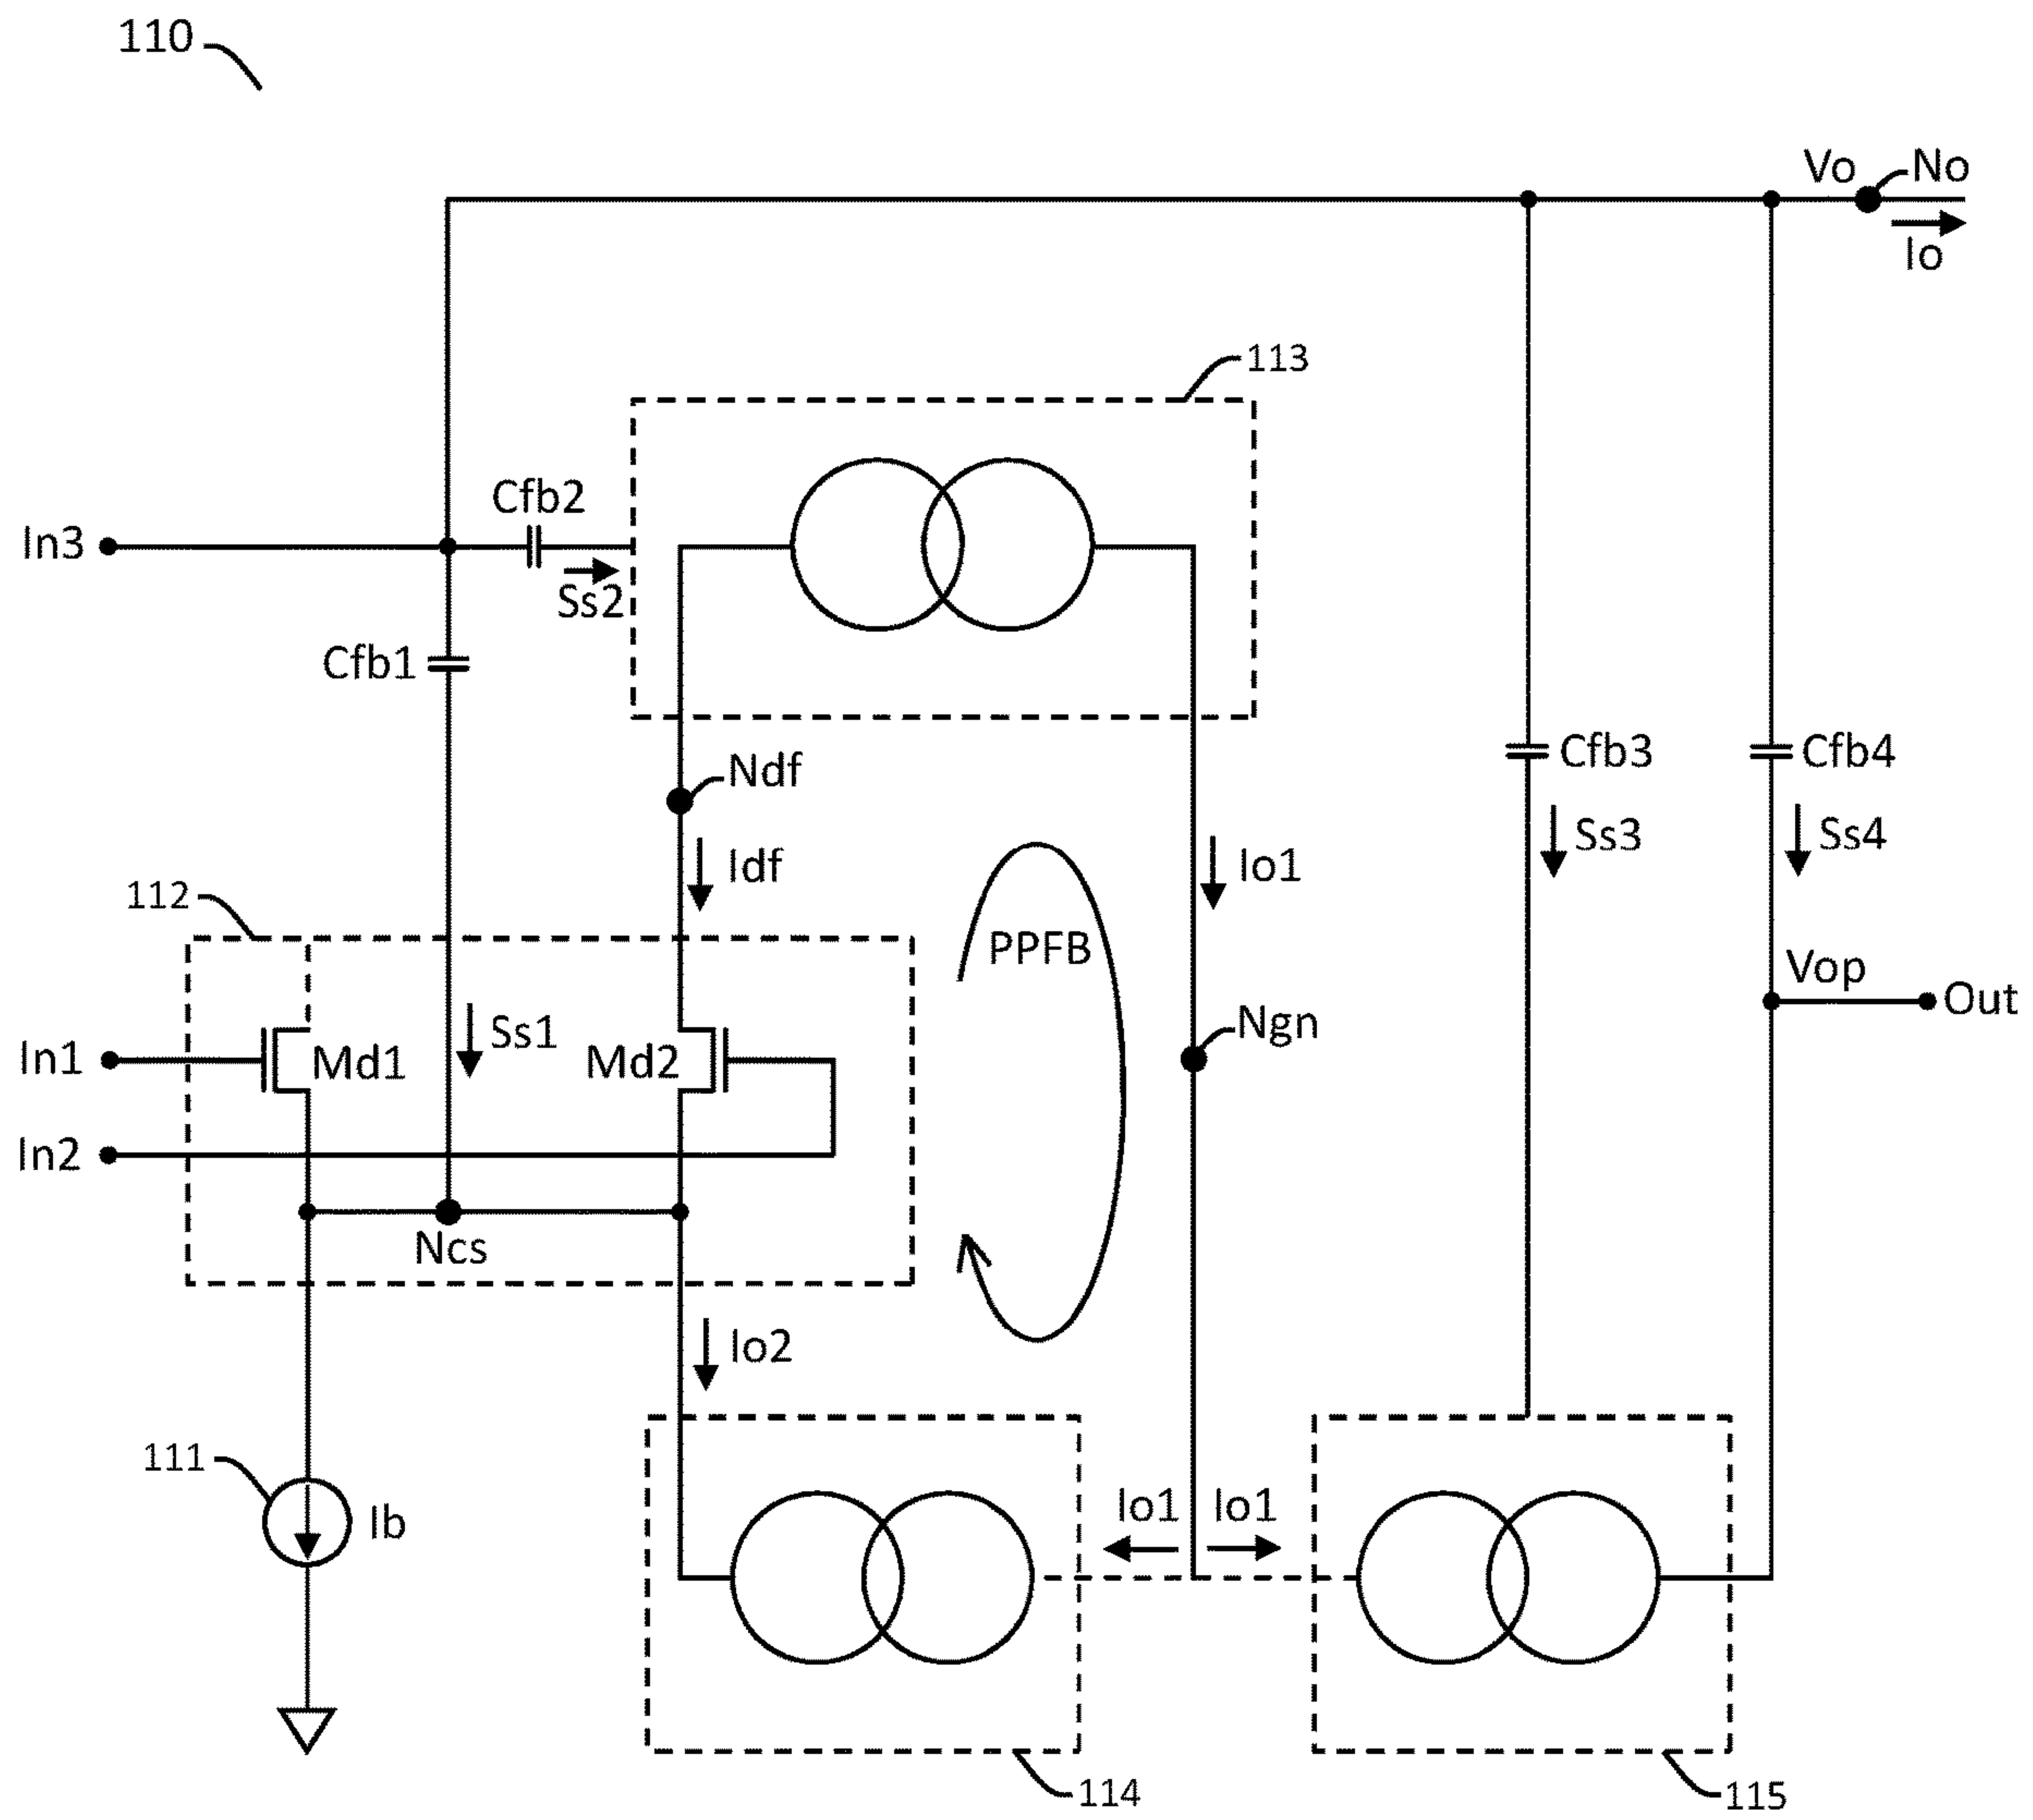 110
Vo
No
Io
113
Cfb2
In3
Ss2
Cfb1
Cfb3
Cfb4
Ndf
Ss3
Ss4
Idf
Io1
112
PPFB
Vop
Out
Ngn
Ss1
In1
Md1
Md2
In2
Ncs
Io2
111
Ib
Io1
Io1
114
115